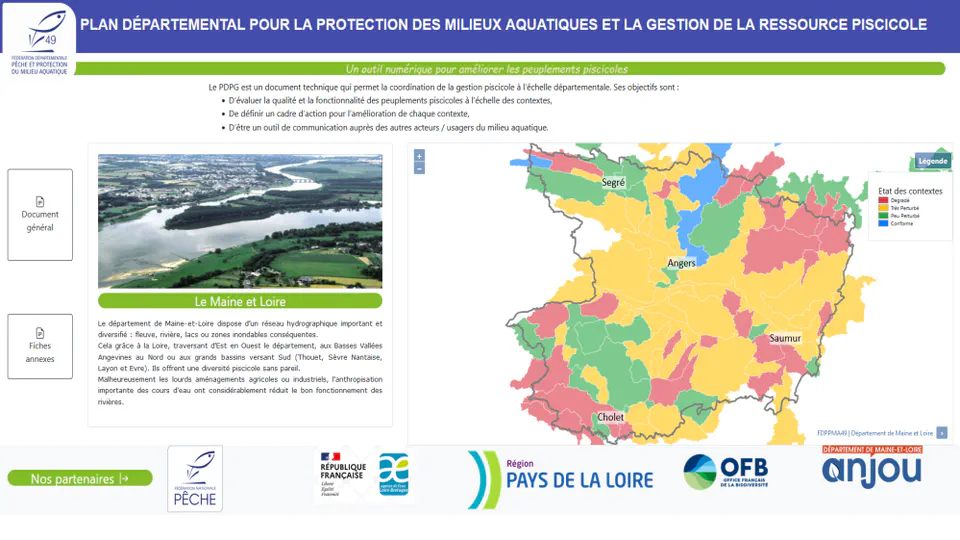 PLAN DÉPARTEMENTAL POUR LA PROTECTION DES MILIEUX AQUATIQUES ET LA GESTION DE LA RESSOURCE PISCICOLE
49
FÉDÉRATION DÉPARTEMENTALE
PÊCHE ET PROTECTION
DU MILIEU AQUATIQUE
Un outil numérique pour améliorer les peuplements piscicoles
Le PDPG est un document technique qui permet la coordination de la gestion piscicole à l'échelle départementale. Ses objectifs sont :
• D'évaluer la qualité et la fonctionnalité des peuplements piscicoles à l'échelle des contextes,
• De définir un cadre d'action pour l'amélioration de chaque contexte,
• D'être un outil de communication auprès des autres acteurs / usagers du milieu aquatique.
Document
général
Fiches
annexes
Le Maine et Loire
Le département de Maine-et-Loire dispose d'un réseau hydrographique important et
diversifié : fleuve, rivière, lacs ou zones inondables conséquentes.
Cela grâce à la Loire, traversant d'Est en Ouest le département, aux Basses Vallées
Angevines au Nord ou aux grands bassins versant Sud (Thouet, Sèvre Nantaise,
Layon et Evre). Ils offrent une diversité piscicole sans pareil.
Malheureusement les lourds aménagements agricoles ou industriels, l'anthropisation
importante des cours d'eau ont considérablement réduit le bon fonctionnement des
rivières.
+
−
Légende
Etat des contextes
Dégradé
Très Perturbé
Peu Perturbé
Conforme
Segré
Angers
Saumur
Cholet
FDPPMA49 | Département de Maine et Loire
Nos partenaires
FÉDÉRATION NATIONALE
PÊCHE
RÉPUBLIQUE
FRANÇAISE
Liberté
Égalité
Fraternité
Agence de l'eau
Loire-Bretagne
Région
PAYS DE LA LOIRE
OFB
OFFICE FRANÇAIS
DE LA BIODIVERSITÉ
DÉPARTEMENT DE MAINE-ET-LOIRE
anjou